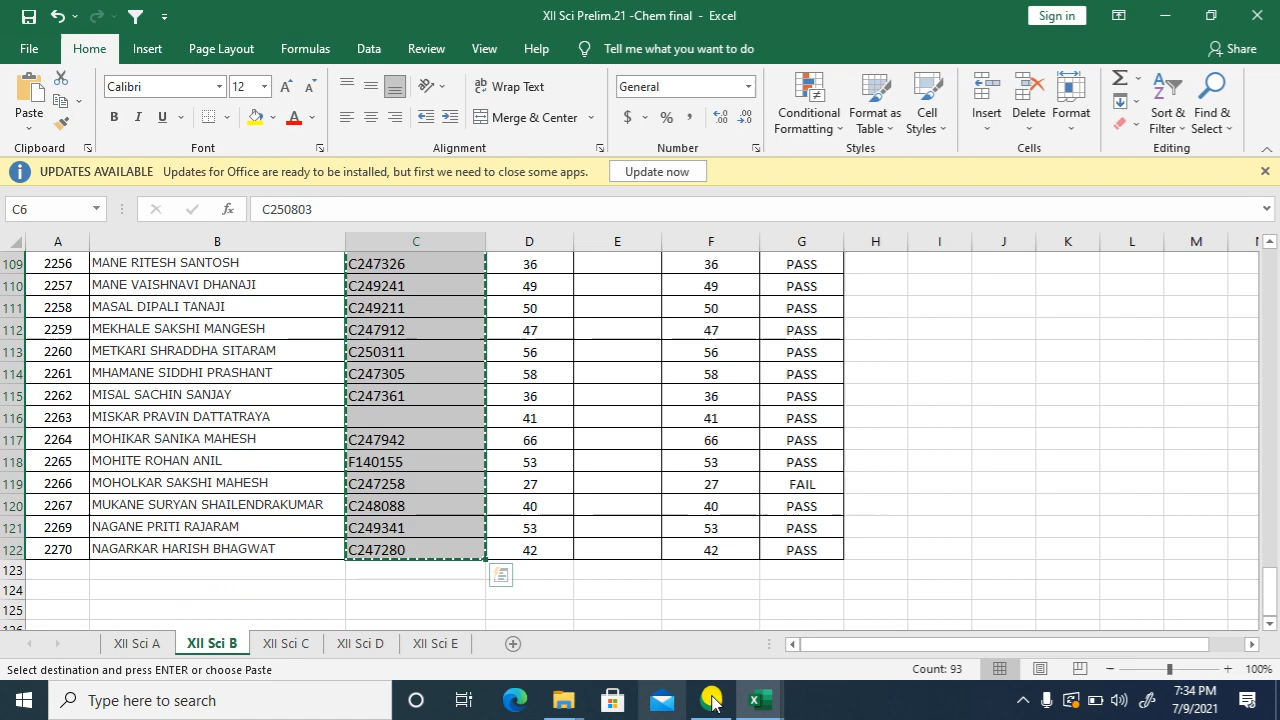 XII Sci Prelim.21 -Chem final - Excel
Sign in
File Home Insert Page Layout Formulas Data Review View Help Tell me what you want to do Share
Calibri 12 Wrap Text General
Paste B I U A Merge & Center $ % , Conditional Formatting Format as Table Cell Styles Insert Delete Format Sort & Filter Find & Select
Clipboard Font Alignment Number Styles Cells Editing
UPDATES AVAILABLE Updates for Office are ready to be installed, but first we need to close some apps. Update now
C6 fx C250803
A B C D E F G H I J K L M
109 2256 MANE RITESH SANTOSH C247326 36 36 PASS
110 2257 MANE VAISHNAVI DHANAJI C249241 49 49 PASS
111 2258 MASAL DIPALI TANAJI C249211 50 50 PASS
112 2259 MEKHALE SAKSHI MANGESH C247912 47 47 PASS
113 2260 METKARI SHRADDHA SITARAM C250311 56 56 PASS
114 2261 MHAMANE SIDDHI PRASHANT C247305 58 58 PASS
115 2262 MISAL SACHIN SANJAY C247361 36 36 PASS
116 2263 MISKAR PRAVIN DATTATRAYA 41 41 PASS
117 2264 MOHIKAR SANIKA MAHESH C247942 66 66 PASS
118 2265 MOHITE ROHAN ANIL F140155 53 53 PASS
119 2266 MOHOLKAR SAKSHI MAHESH C247258 27 27 FAIL
120 2267 MUKANE SURYAN SHAILENDRAKUMAR C248088 40 40 PASS
121 2269 NAGANE PRITI RAJARAM C249341 53 53 PASS
122 2270 NAGARKAR HARISH BHAGWAT C247280 42 42 PASS
123
124
125
XII Sci A XII Sci B XII Sci C XII Sci D XII Sci E
Select destination and press ENTER or choose Paste Count: 93 100%
Type here to search
7:34 PM
7/9/2021